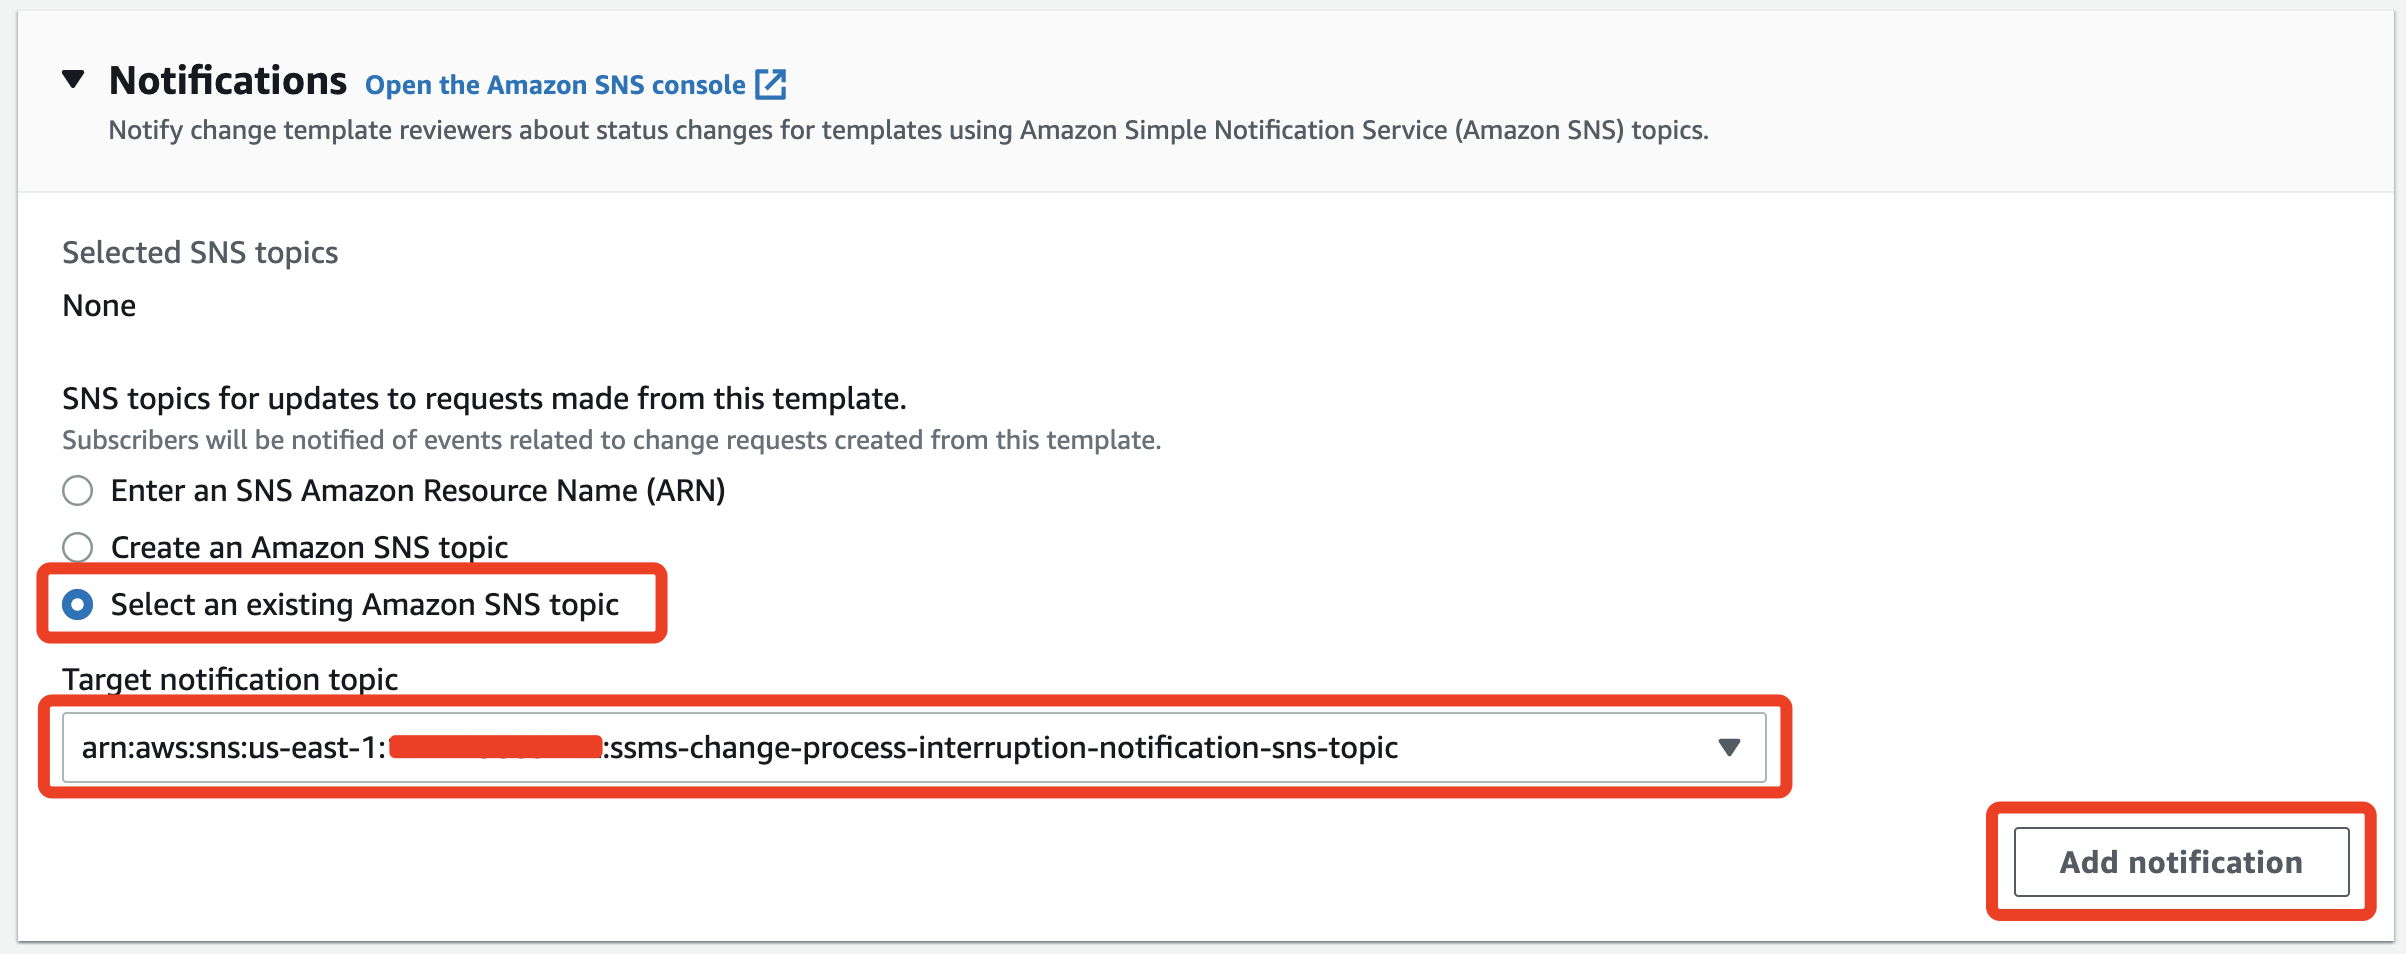 Notifications Open the Amazon SNS console
Notify change template reviewers about status changes for templates using Amazon Simple Notification Service (Amazon SNS) topics.
Selected SNS topics
None
SNS topics for updates to requests made from this template.
Subscribers will be notified of events related to change requests created from this template.
Enter an SNS Amazon Resource Name (ARN)
Create an Amazon SNS topic
Select an existing Amazon SNS topic
Target notification topic
arn:aws:sns:us-east-1: :ssms-change-process-interruption-notification-sns-topic
Add notification